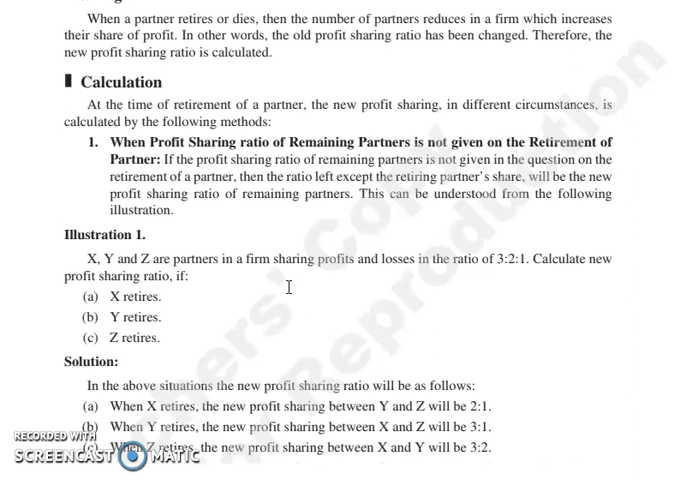 When a partner retires or dies, then the number of partners reduces in a firm which increases
their share of profit. In other words, the old profit sharing ratio has been changed. Therefore, the
new profit sharing ratio is calculated.
Calculation
At the time of retirement of a partner, the new profit sharing, in different circumstances, is
calculated by the following methods:
1. When Profit Sharing ratio of Remaining Partners is not given on the Retirement of
Partner: If the profit sharing ratio of remaining partners is not given in the question on the
retirement of a partner, then the ratio left except the retiring partner's share, will be the new
profit sharing ratio of remaining partners. This can be understood from the following
illustration.
Illustration 1.
X, Y and Z are partners in a firm sharing profits and losses in the ratio of 3:2:1. Calculate new
profit sharing ratio, if:
(a) X retires.
(b) Y retires.
(c) Z retires.
Solution:
In the above situations the new profit sharing ratio will be as follows:
(a) When X retires, the new profit sharing between Y and Z will be 2:1.
(b) When Y retires, the new profit sharing between X and Z will be 3:1.
(c) When Z retires, the new profit sharing between X and Y will be 3:2.
RECORDED WITH
SCREENCAST MATIC
Copy
Reproduction